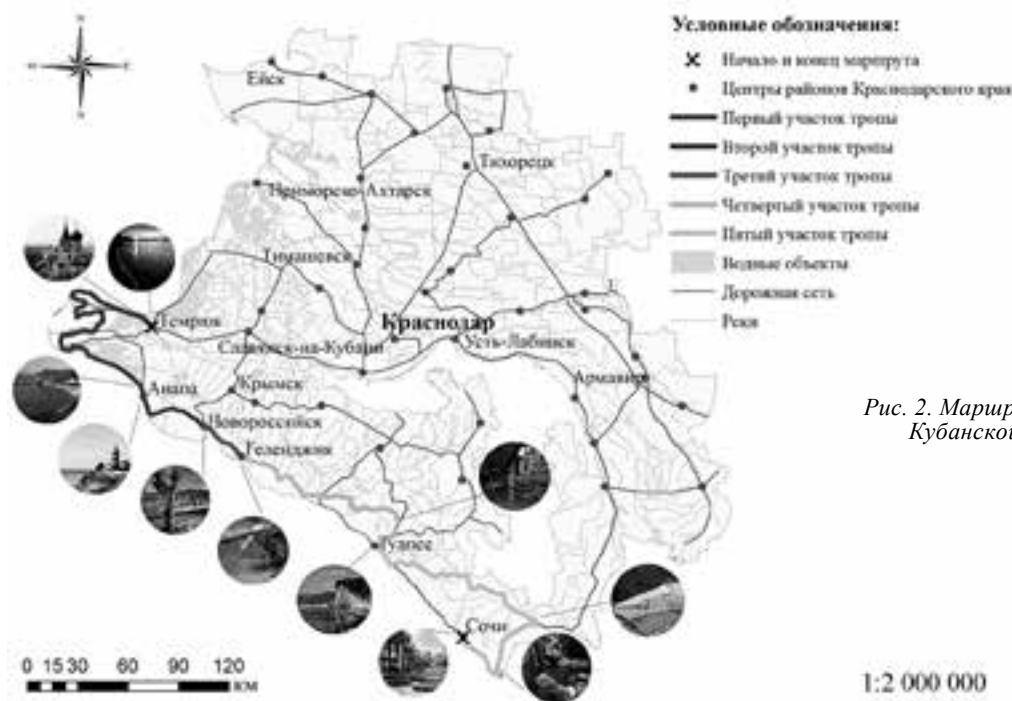 Условные обозначения:
Начало и конец маршрута
Центры районов Краснодарского края
Первый участок тропы
Второй участок тропы
Третий участок тропы
Четвертый участок тропы
Пятый участок тропы
Водные объекты
Дорожная сеть
Реки
Ейск
Тихорецк
Приморско-Ахтарск
Тимашевск
Темрюк
Краснодар
Славянск-на-Кубани
Усть-Лабинск
Армавир
Анапа
Крымск
Новороссийск
Геленджик
Туапсе
Сочи
Рис. 2. Маршр
Кубанской
0 15 30 60 90 120
КМ
1:2 000 000